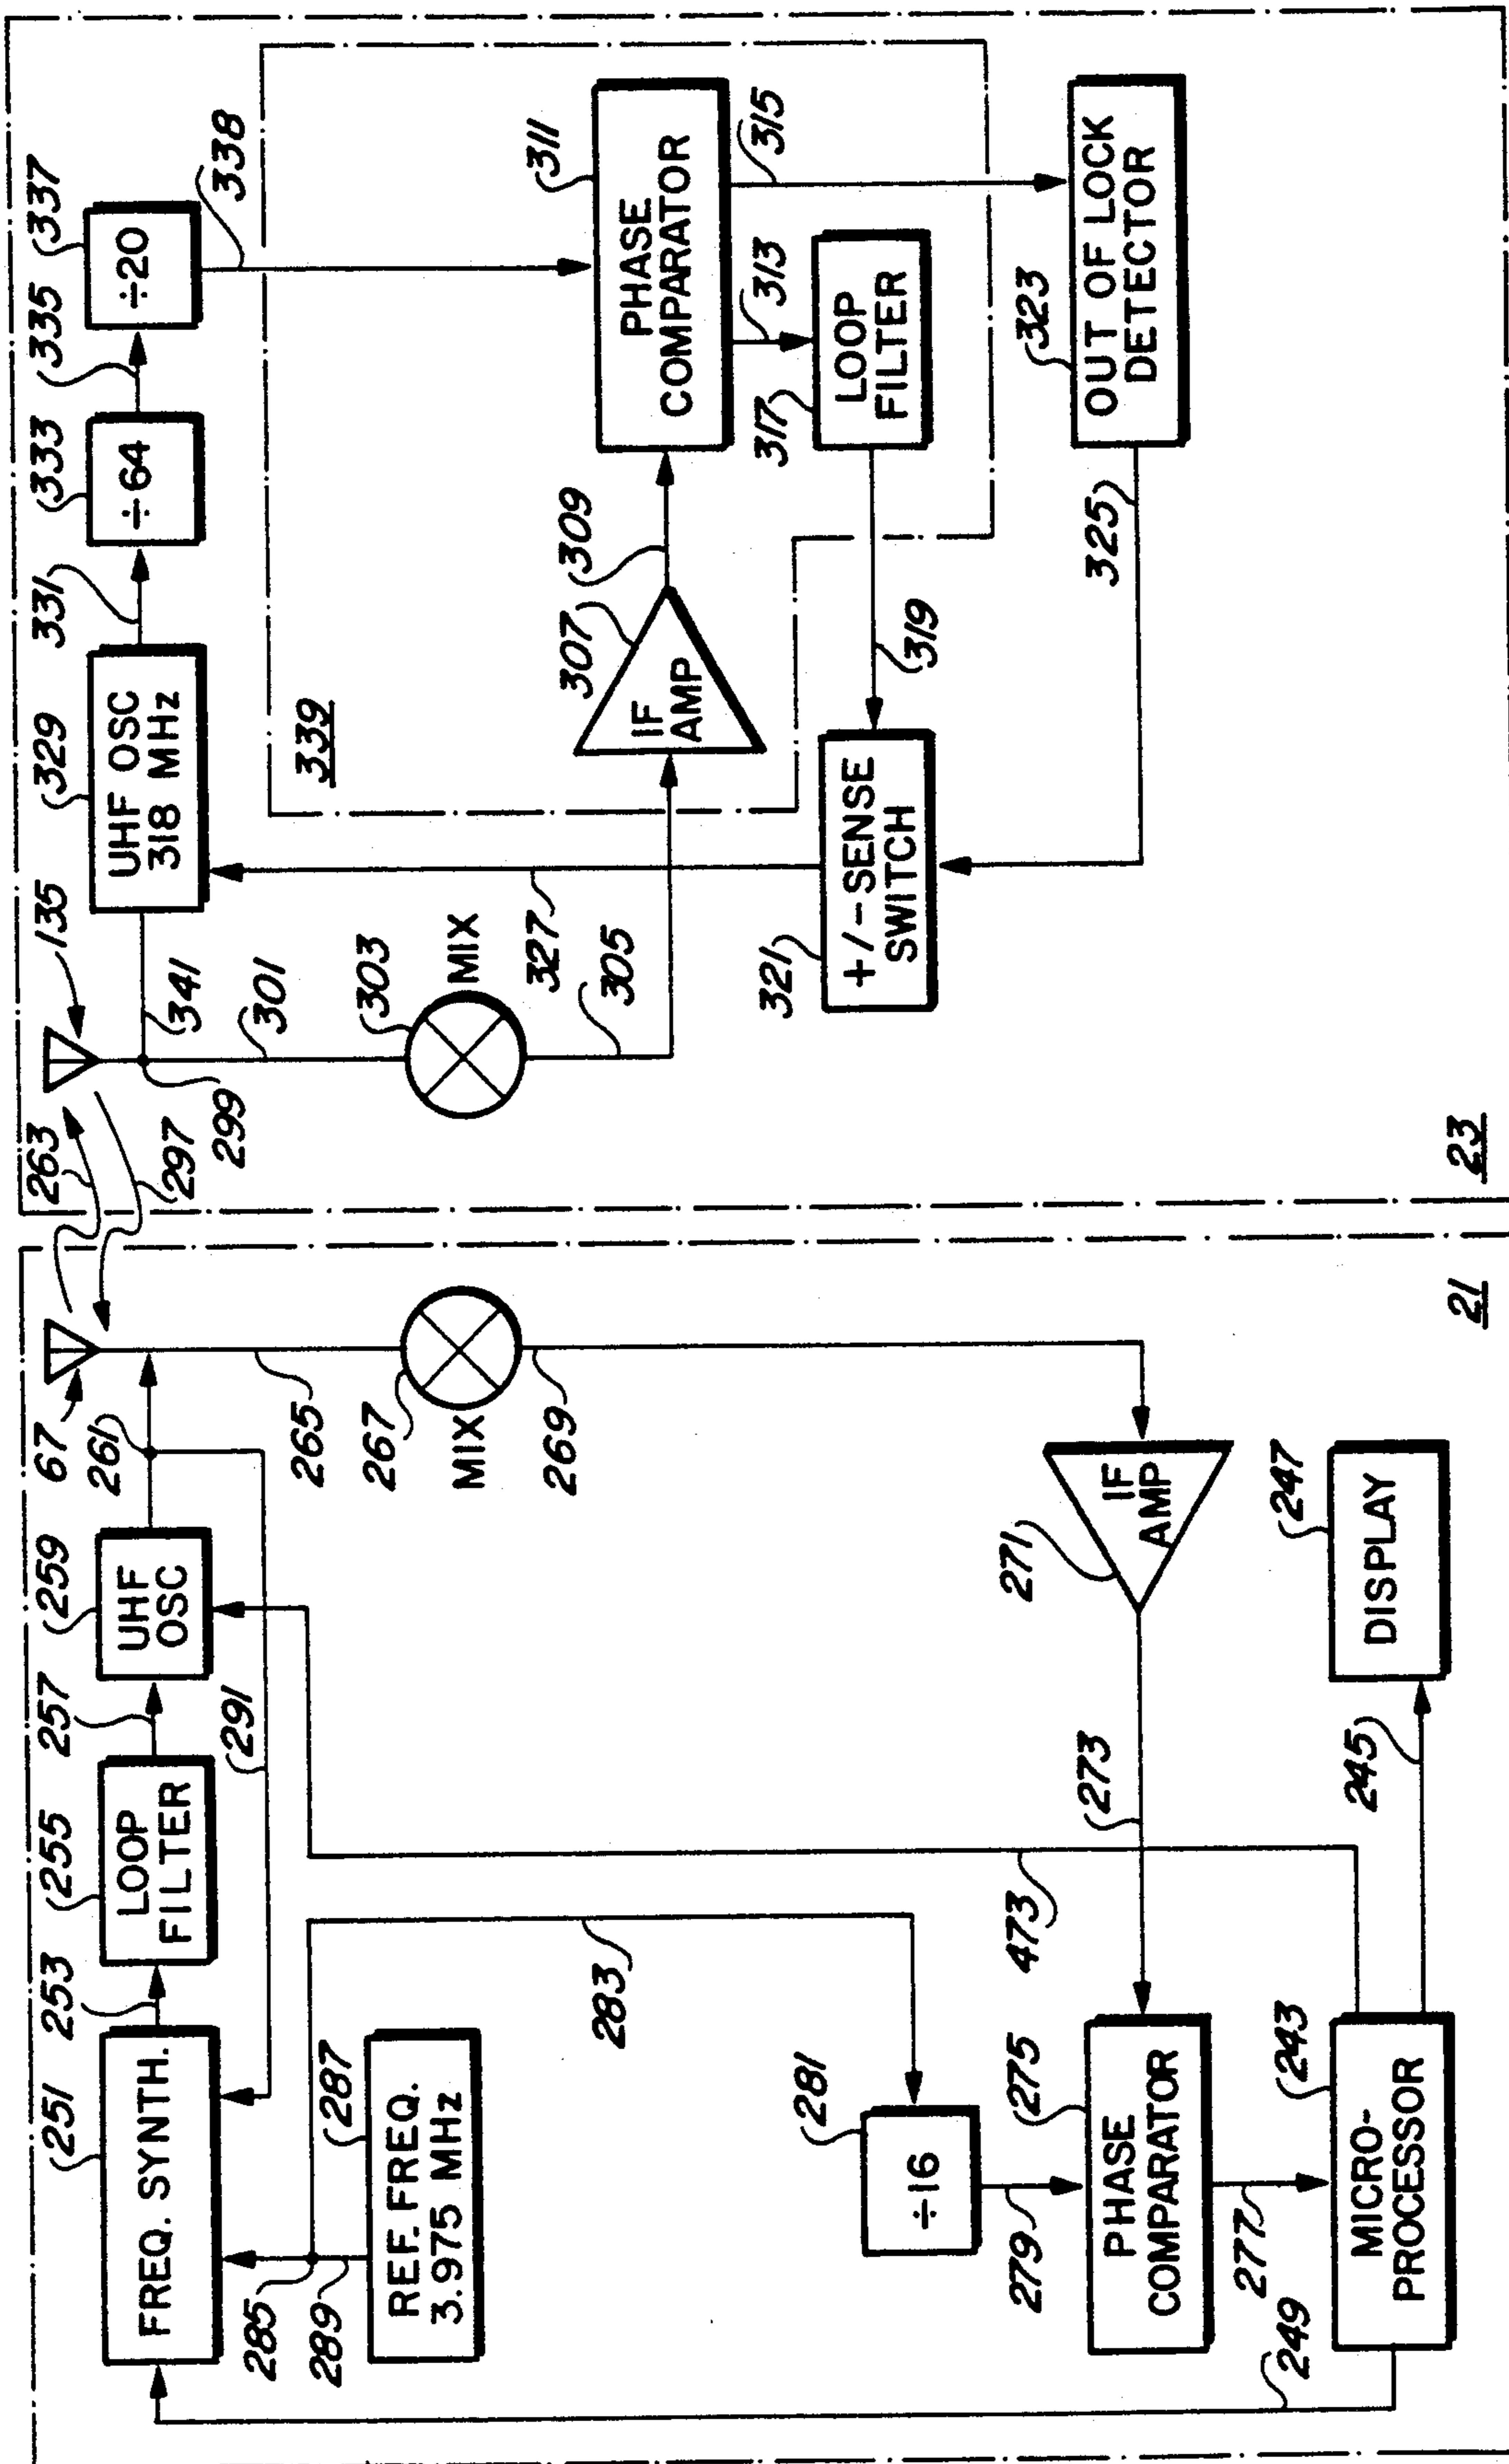 251
253
255
257
259
261
67
263
135
329
331
333
335
337
FREQ. SYNTH.
LOOP
FILTER
UHF
OSC
UHF OSC
318 MHz
÷64
÷20
285
289
287
REF. FREQ.
3.975 MHz
291
265
267
MIX
269
297
299
341
301
303
MIX
305
327
338
339
307
IF
AMP
309
311
PHASE
COMPARATOR
313
315
317
LOOP
FILTER
319
321
+/-SENSE
SWITCH
323
OUT OF LOCK
DETECTOR
325
283
281
÷16
279
275
PHASE
COMPARATOR
273
473
271
IF
AMP
277
249
243
MICRO-
PROCESSOR
245
247
DISPLAY
21
23